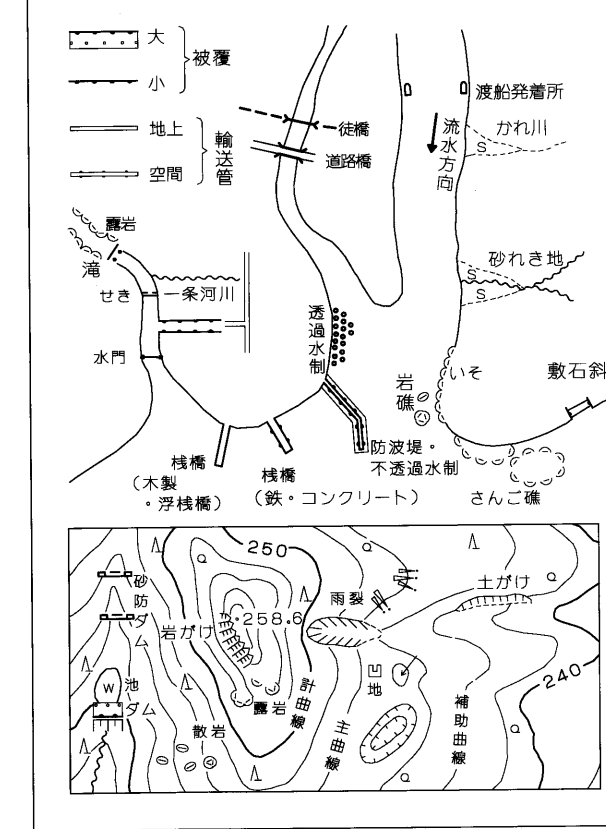 大
小
被覆
地上
空間
輸送管
徒橋
道路橋
渡船発着所
流水方向
かれ川
S
露岩
滝
せき
一条河川
水門
砂れき地
S
S
透過水制
岩礁
いそ
敷石斜
桟橋
(木製
・浮桟橋)
桟橋
(鉄・コンクリート)
防波堤・
不透過水制
さんご礁
250
砂防ダム
岩がけ
・258.6
雨裂
土がけ
W
池
ダム
露岩
散岩
計曲線
主曲線
凹地
補助曲線
240